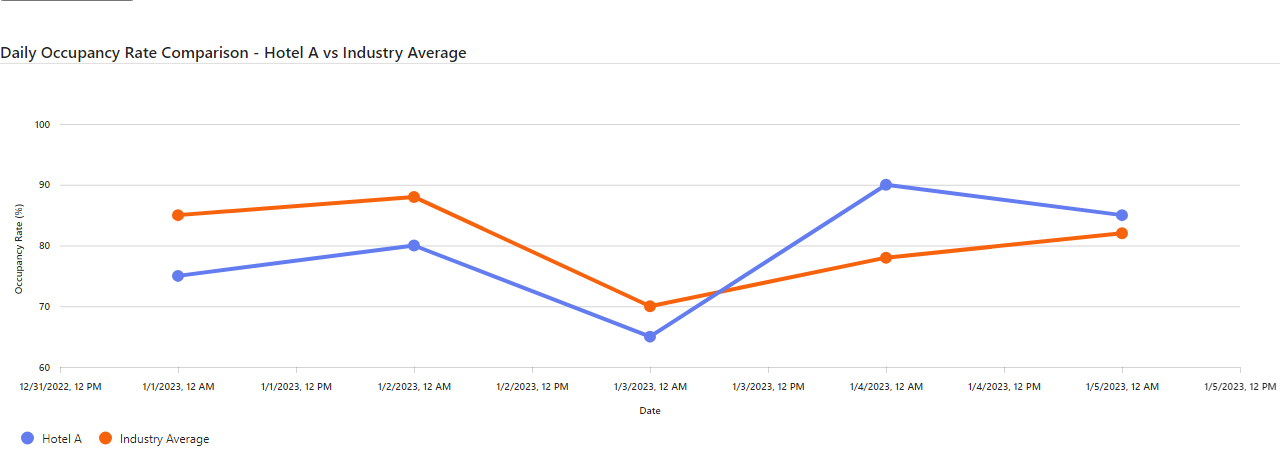 Daily Occupancy Rate Comparison - Hotel A vs Industry Average
100
90
80
70
60
Occupancy Rate (%)
12/31/2022, 12 PM 1/1/2023, 12 AM 1/1/2023, 12 PM 1/2/2023, 12 AM 1/2/2023, 12 PM 1/3/2023, 12 AM 1/3/2023, 12 PM 1/4/2023, 12 AM 1/4/2023, 12 PM 1/5/2023, 12 AM 1/5/2023, 12 PM
Date
Hotel A Industry Average